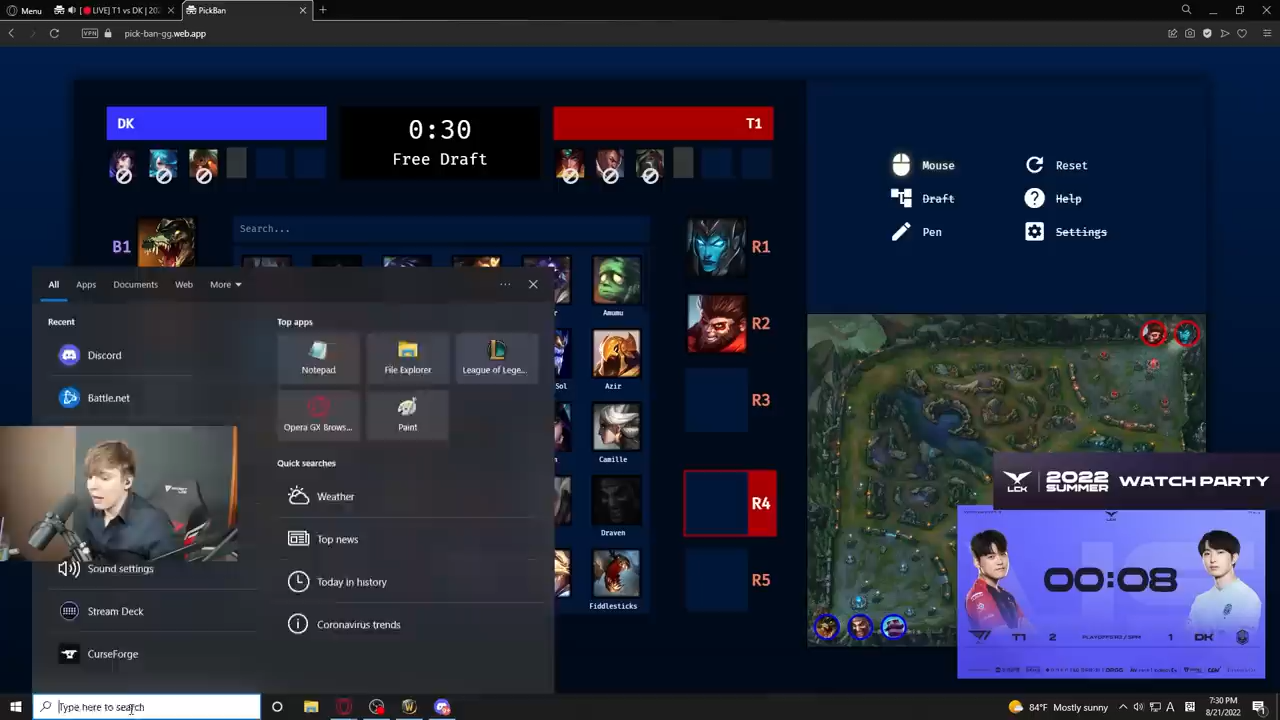 Menu
[🔴LIVE] T1 vs DK | 202
PickBan
VPN
pick-ban-gg.web.app
DK
0:30
Free Draft
T1
Mouse
Reset
Draft
Help
Pen
Settings
B1
Search...
R1
R2
R3
R4
R5
All
Apps
Documents
Web
More
Recent
Top apps
Discord
Battle.net
Notepad
File Explorer
League of Lege...
Opera GX Brows...
Paint
Quick searches
Weather
Top news
Today in history
Coronavirus trends
Sound settings
Stream Deck
CurseForge
Amumu
Sol
Azir
Camille
Draven
Fiddlesticks
LCK
2022
SUMMER
WATCH PARTY
00:08
T1 2
1 DK
Type here to search
84°F Mostly sunny
A
7:30 PM
8/21/2022